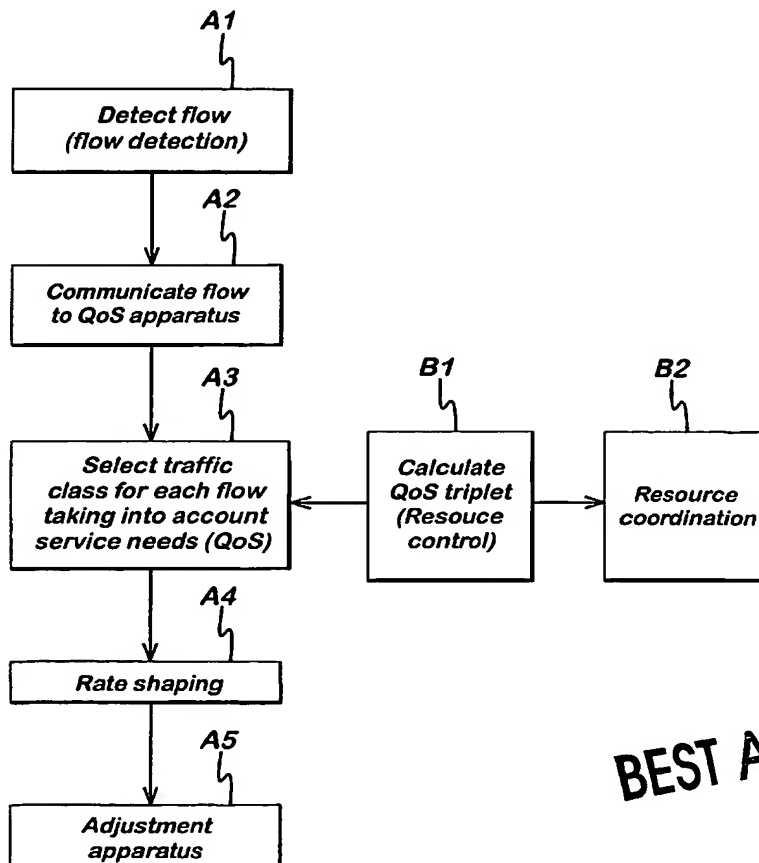 A1
Detect flow
(flow detection)
A2
Communicate flow
to QoS apparatus
A3
Select traffic
class for each flow
taking into account
service needs (QoS)
B1
Calculate
QoS triplet
(Resouce
control)
B2
Resource
coordination
A4
Rate shaping
A5
Adjustment
apparatus
BEST A